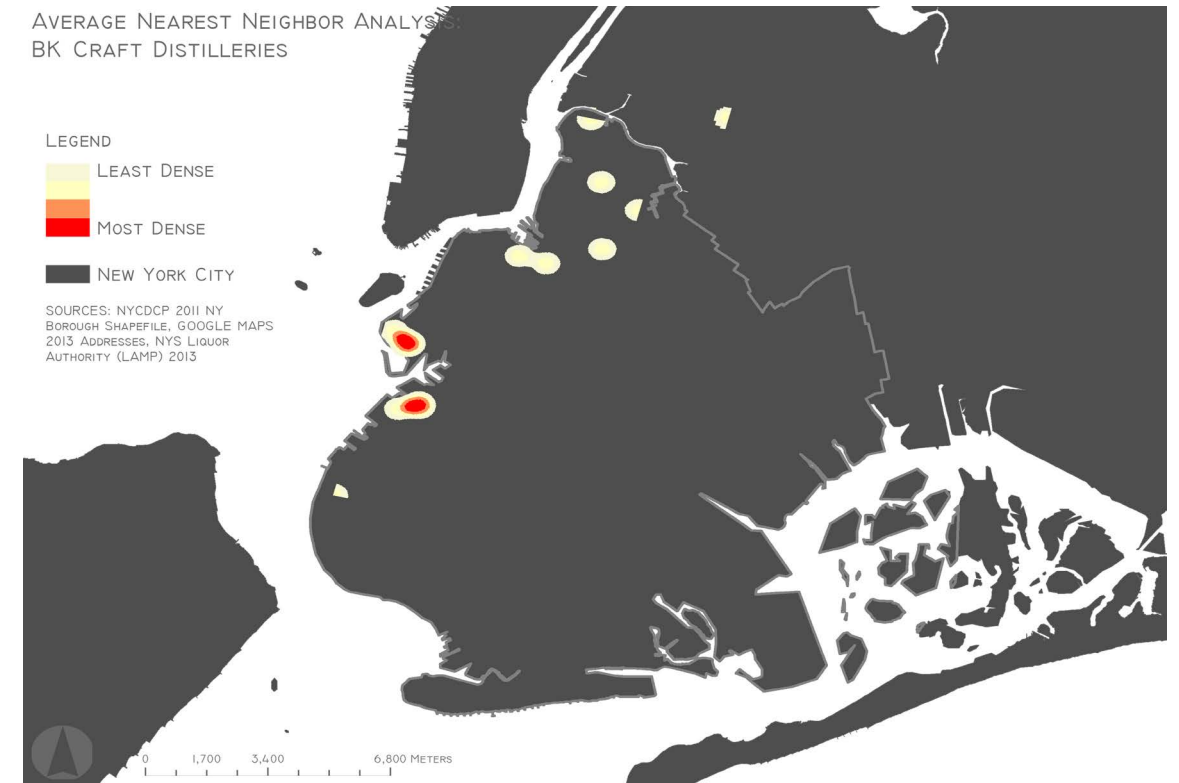 AVERAGE NEAREST NEIGHBOR ANALYSIS:
BK CRAFT DISTILLERIES
LEGEND
LEAST DENSE
MOST DENSE
NEW YORK CITY
SOURCES: NYCDCP 2011 NY
BOROUGH SHAPEFILE, GOOGLE MAPS
2013 ADDRESSES, NYS LIQUOR
AUTHORITY (LAMP) 2013
0 1,700 3,400 6,800 METERS